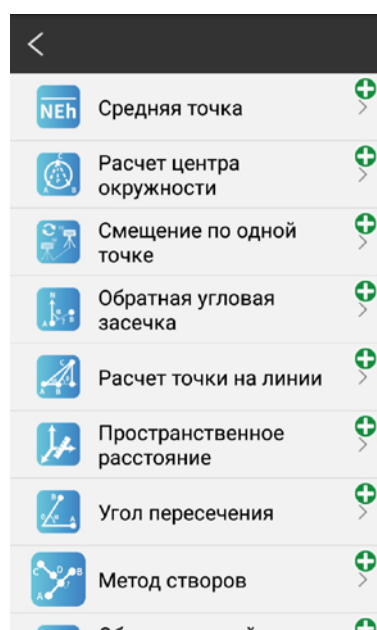 NEh
Средняя точка
Расчет центра
окружности
Смещение по одной
точке
Обратная угловая
засечка
Расчет точки на линии
Пространственное
расстояние
Угол пересечения
Метод створов